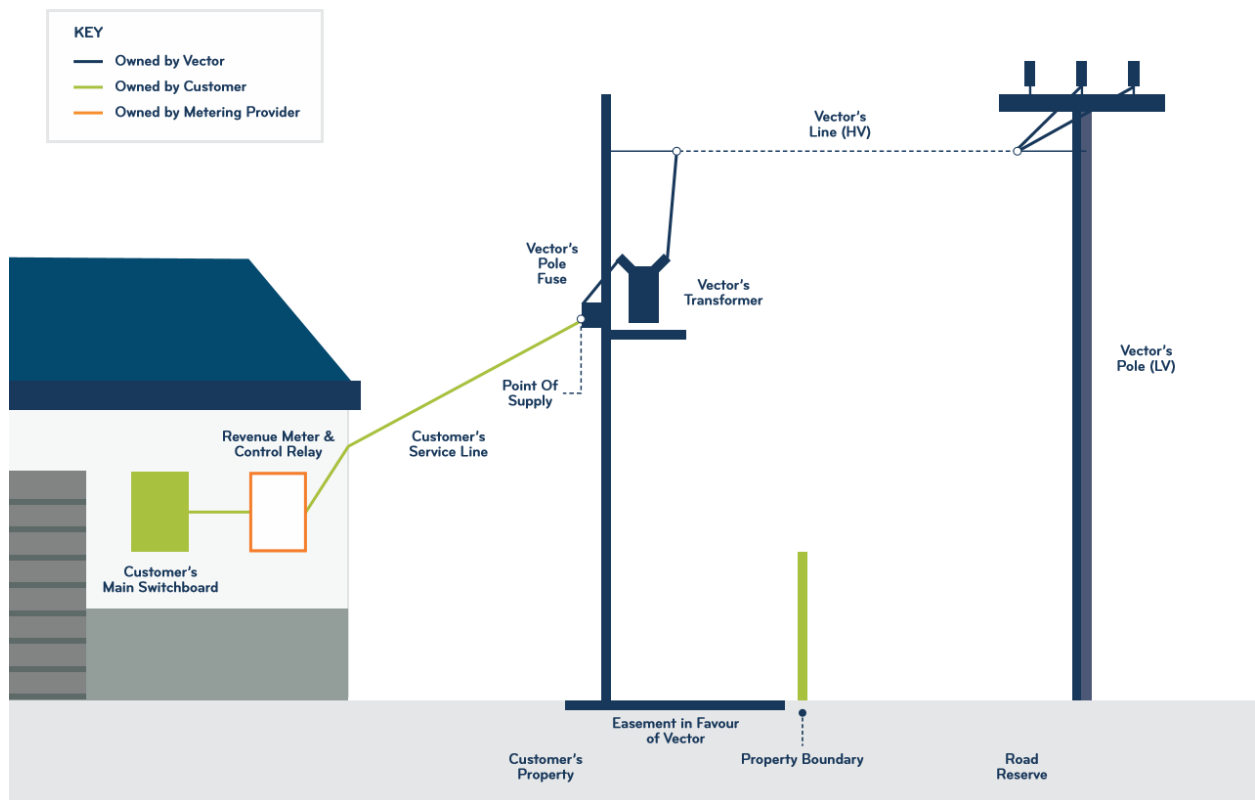 KEY
Owned by Vector
Owned by Customer
Owned by Metering Provider
Vector's
Line (HV)
Vector's
Pole
Fuse
Vector's
Transformer
Vector's
Pole (LV)
Point Of
Supply
Customer's
Service Line
Revenue Meter &
Control Relay
Customer's
Main Switchboard
Easement in Favour
of Vector
Customer's
Property
Property Boundary
Road
Reserve